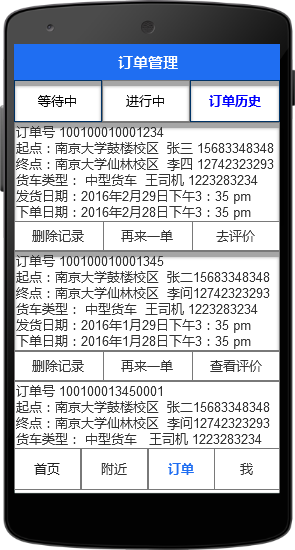 订单管理
等待中 进行中 订单历史
订单号 100100010001234
起点：南京大学鼓楼校区 张三 15683348348
终点：南京大学仙林校区 李四 12742323293
货车类型： 中型货车 王司机 1223283234
发货日期：2016年2月29日下午3：35 pm
下单日期：2016年2月28日下午3：35 pm
删除记录 再来一单 去评价
订单号 100100010001345
起点：南京大学鼓楼校区 张二15683348348
终点：南京大学仙林校区 李问12742323293
货车类型： 中型货车 王司机 1223283234
发货日期：2016年1月29日下午3：35 pm
下单日期：2016年1月28日下午3：35 pm
删除记录 再来一单 查看评价
订单号 100100013450001
起点：南京大学鼓楼校区 张二15683348348
终点：南京大学仙林校区 李问12742323293
货车类型： 中型货车 王司机 1223283234
首页 附近 订单 我